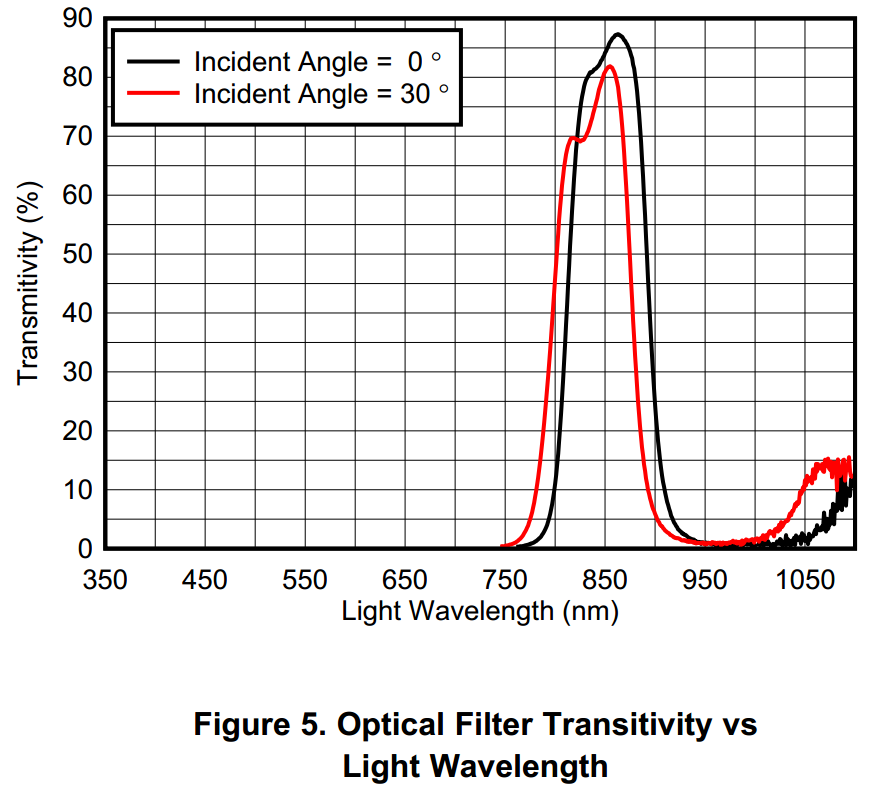 90
80
70
60
50
40
30
20
10
0
Transmitivity (%)
Incident Angle = 0 °
Incident Angle = 30 °
350 450 550 650 750 850 950 1050
Light Wavelength (nm)
Figure 5. Optical Filter Transitivity vs
Light Wavelength